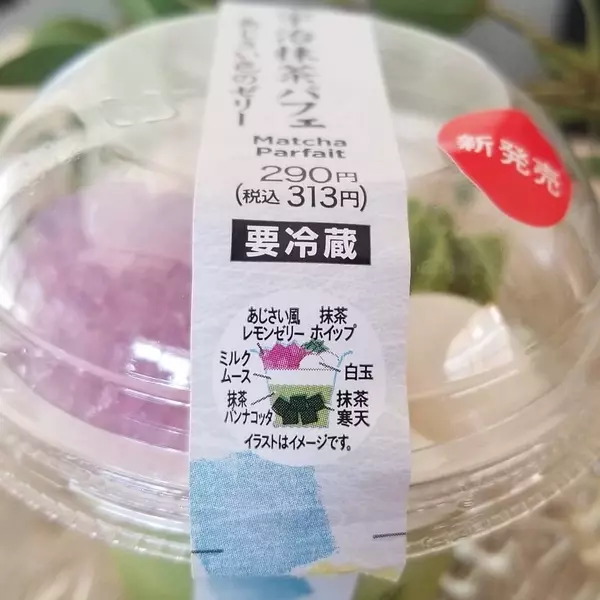 宇治抹茶パフェ
あじさい色のゼリー
Matcha
Parfait
290円
(税込 313円)
要冷蔵
新発売
あじさい風
レモンゼリー
抹茶
ホイップ
ミルク
ムース
白玉
抹茶
パンナコッタ
抹茶
寒天
イラストはイメージです。